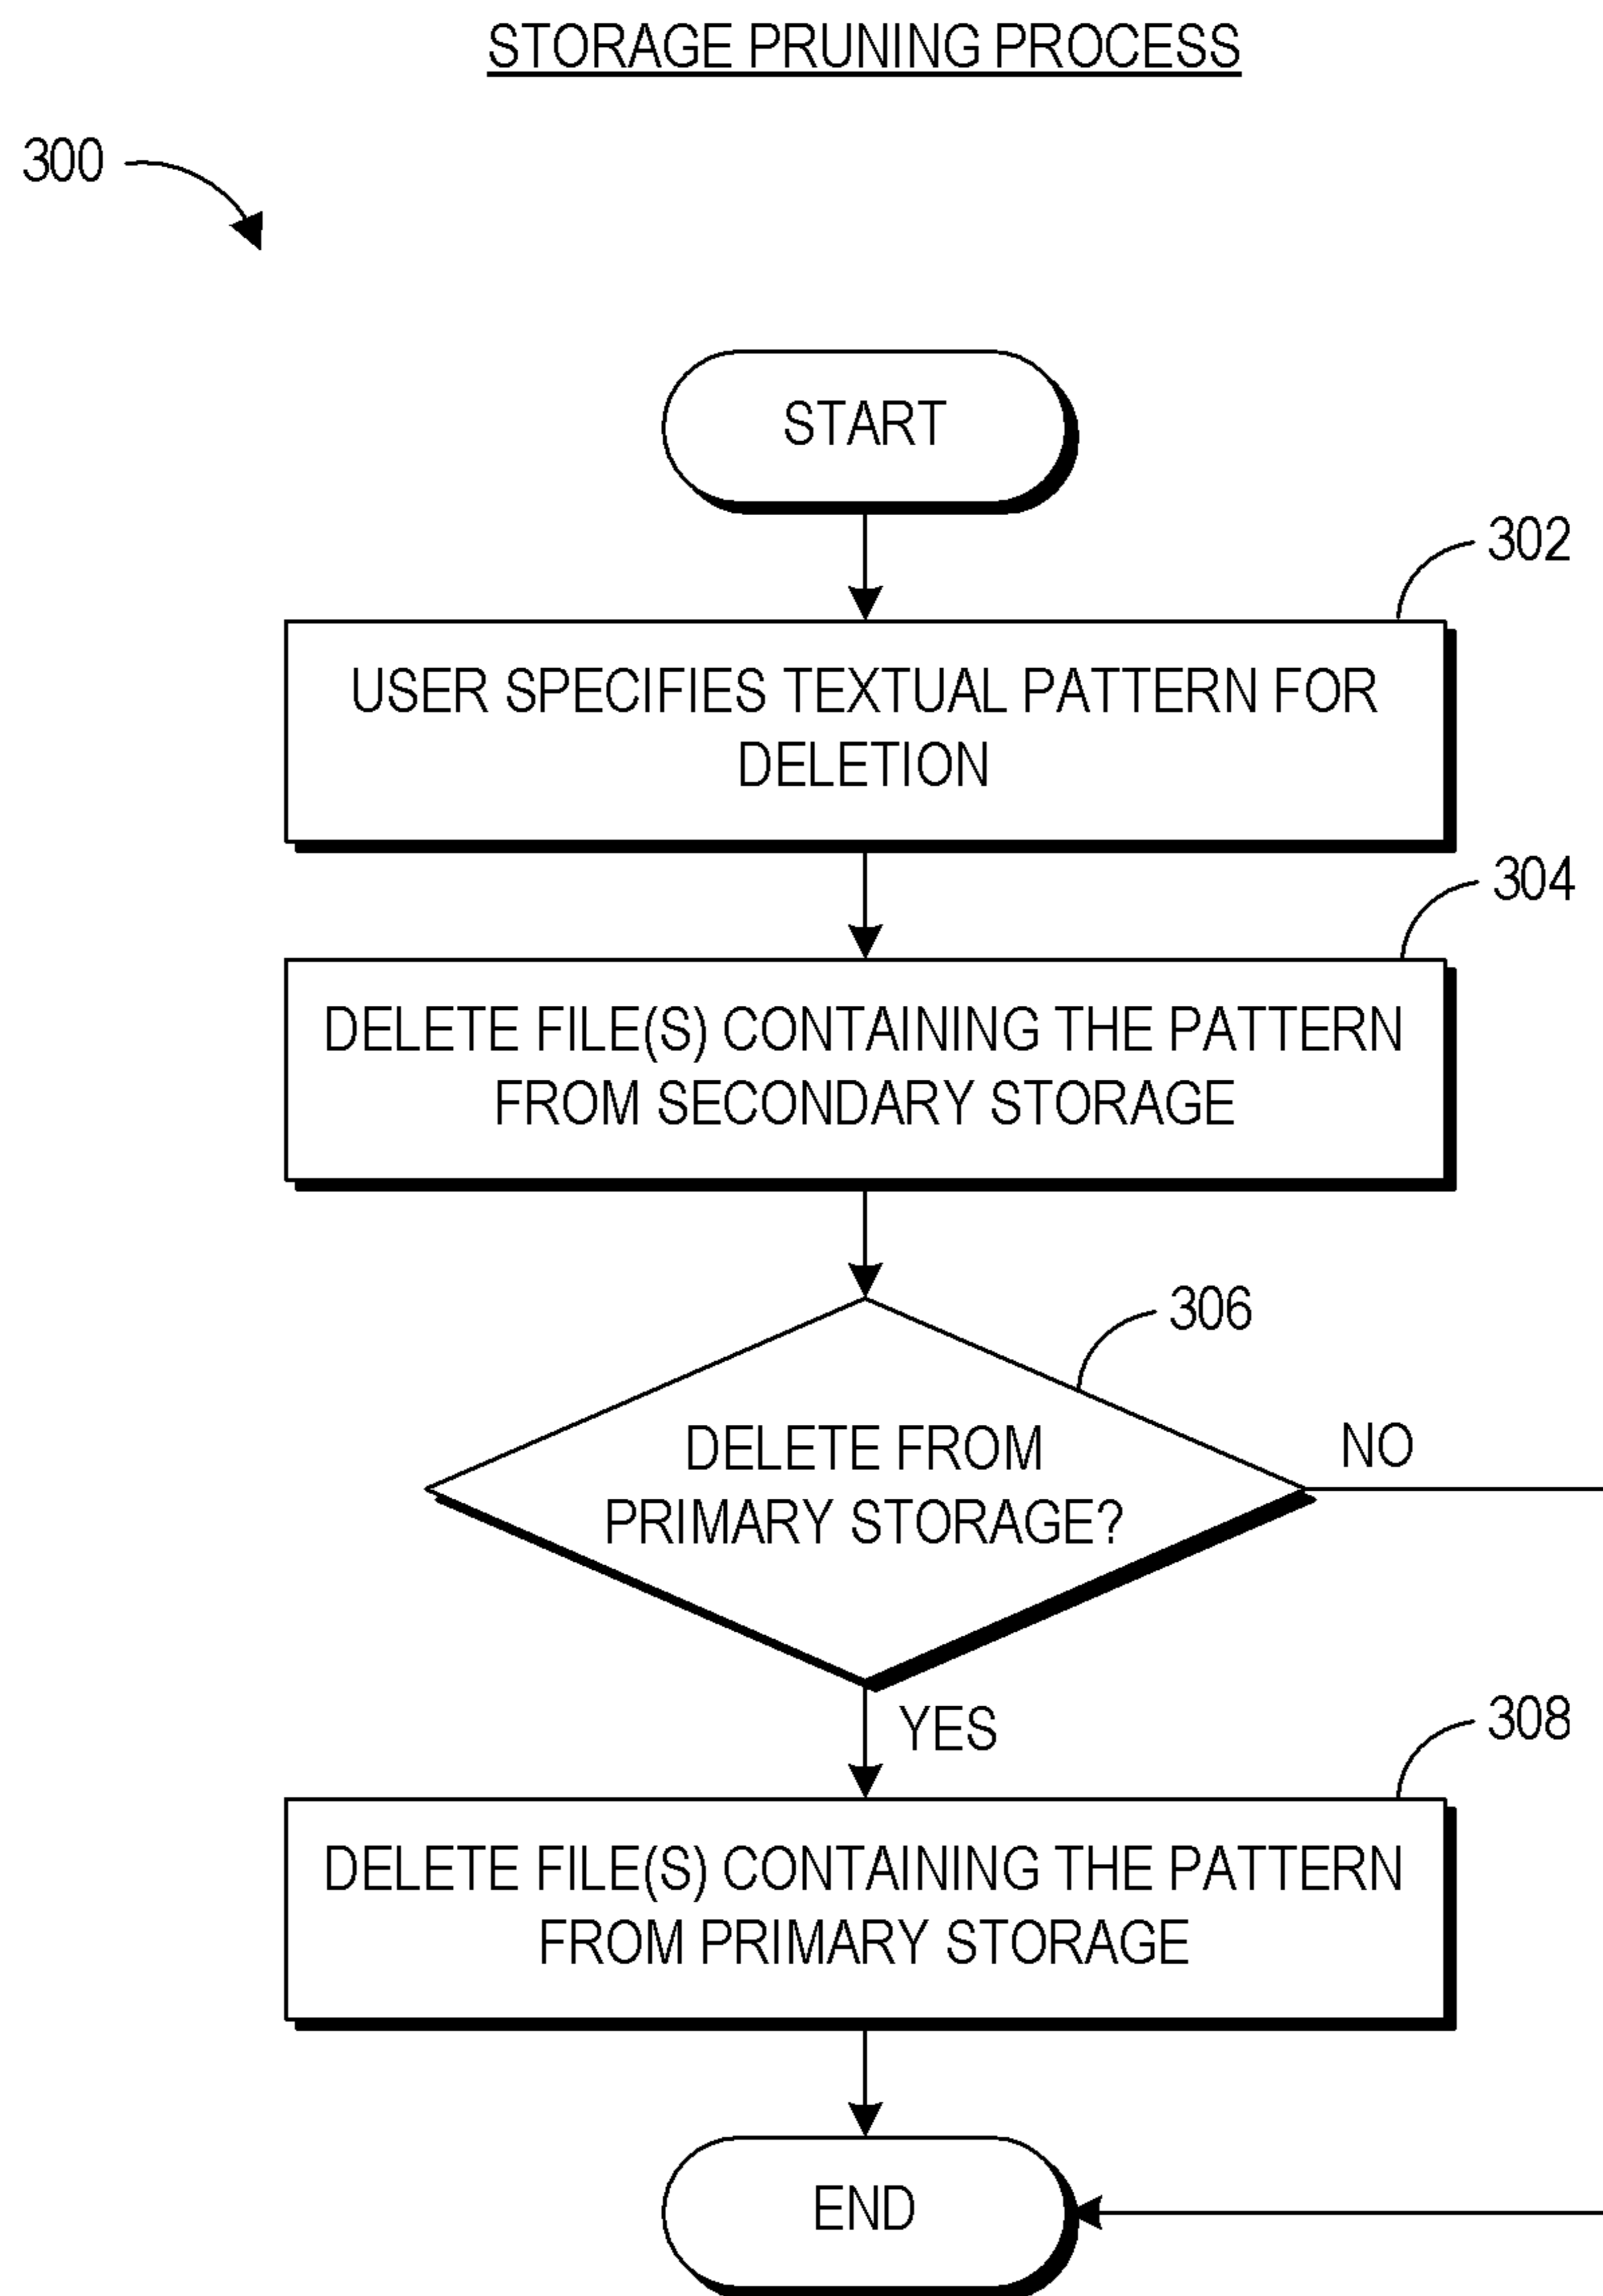 STORAGE PRUNING PROCESS
300
START
302
USER SPECIFIES TEXTUAL PATTERN FOR
DELETION
304
DELETE FILE(S) CONTAINING THE PATTERN
FROM SECONDARY STORAGE
306
DELETE FROM
PRIMARY STORAGE?
NO
YES
308
DELETE FILE(S) CONTAINING THE PATTERN
FROM PRIMARY STORAGE
END